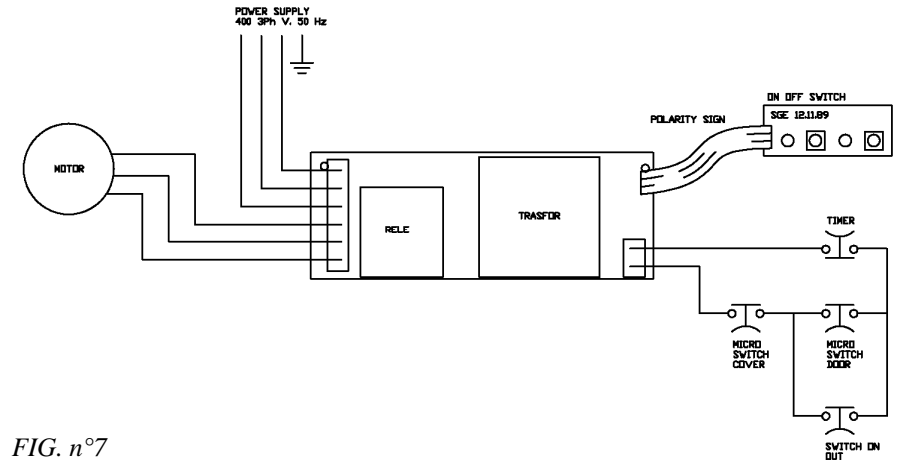 POWER SUPPLY
400 3Ph V. 50 Hz
ON OFF SWITCH
SGE 12.11.89
POLARITY SIGN
MOTOR
RELE
TRASFOR
TIMER
MICRO
SWITCH
COVER
MICRO
SWITCH
DOOR
SWITCH ON
OUT
FIG. n°7